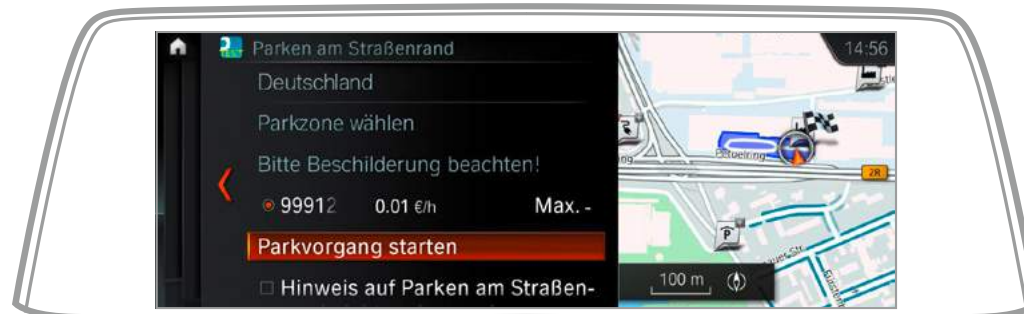 Parken am Straßenrand
14:56
Deutschland
Parkzone wählen
Bitte Beschilderung beachten!
99912 0.01 €/h Max. -
Parkvorgang starten
Hinweis auf Parken am Straßen-
Petuelring
2R
P
100 m